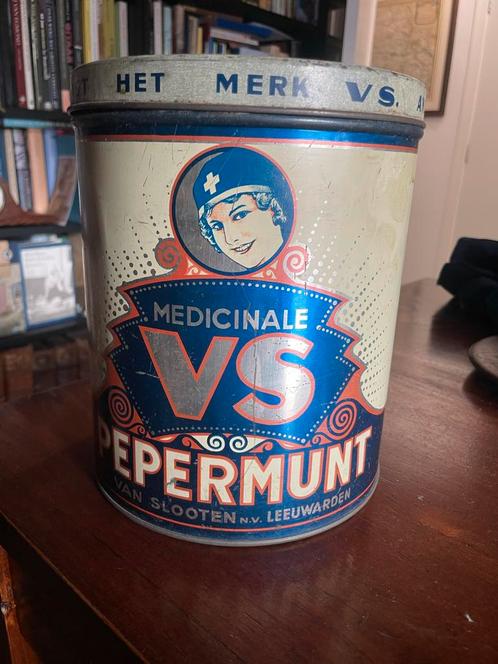 HET MERK VS.
MEDICINALE
VS
PEPERMUNT
VAN SLOOTEN N.V. LEEUWARDEN